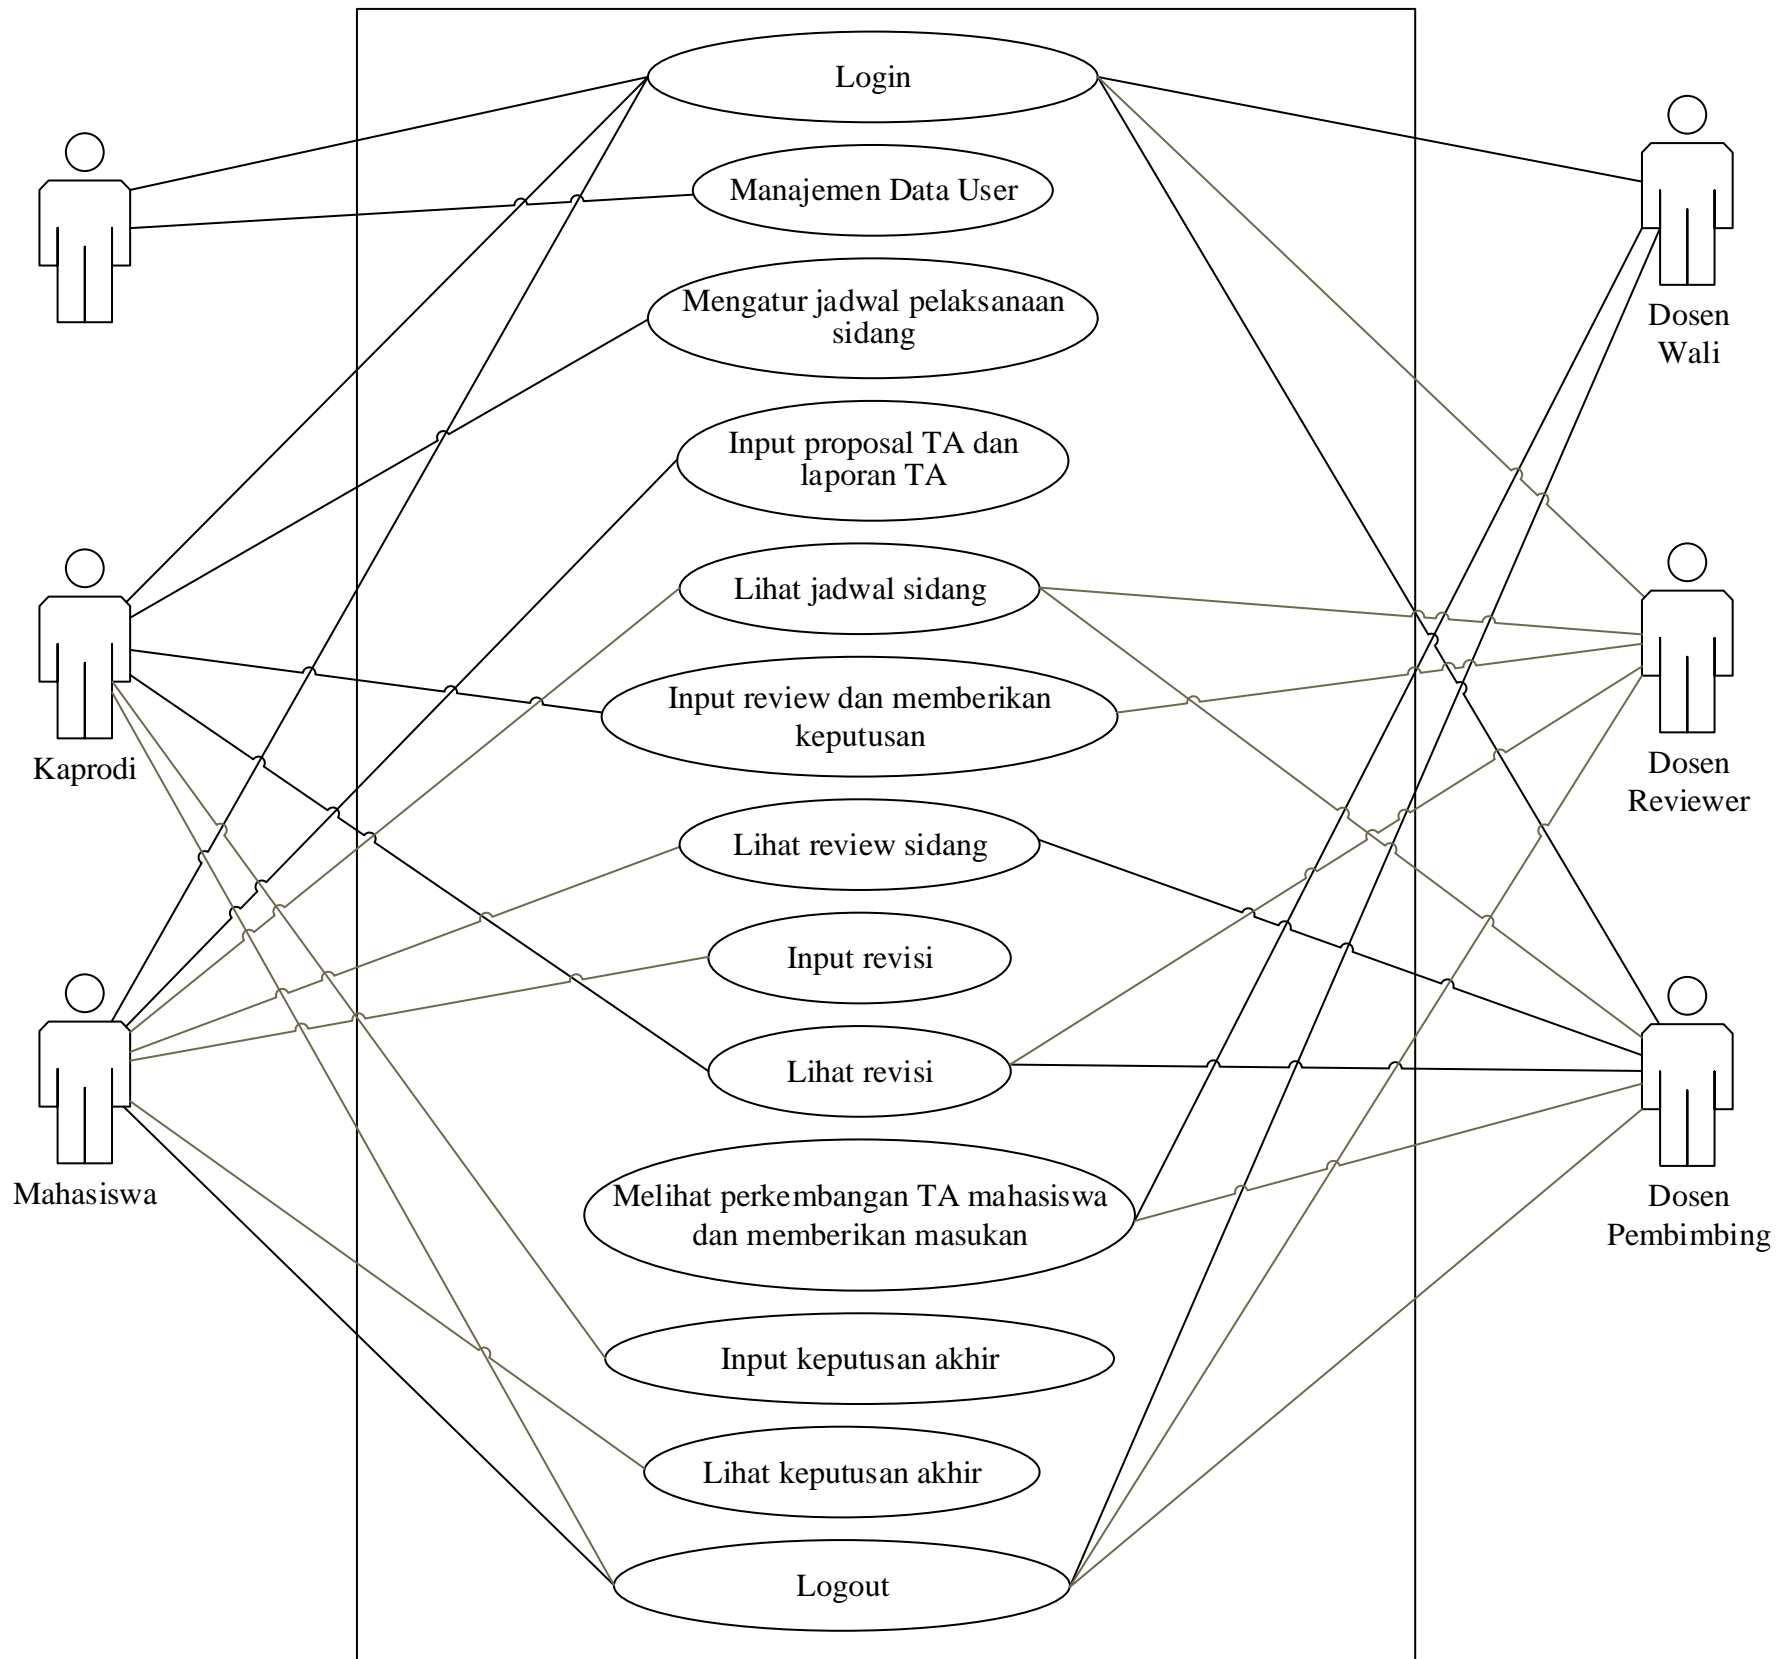 Login
Manajemen Data User
Mengatur jadwal pelaksanaan
sidang
Dosen
Wali
Input proposal TA dan
laporan TA
Lihat jadwal sidang
Input review dan memberikan
keputusan
Kaprodi
Dosen
Reviewer
Lihat review sidang
Input revisi
Lihat revisi
Mahasiswa
Melihat perkembangan TA mahasiswa
dan memberikan masukan
Dosen
Pembimbing
Input keputusan akhir
Lihat keputusan akhir
Logout